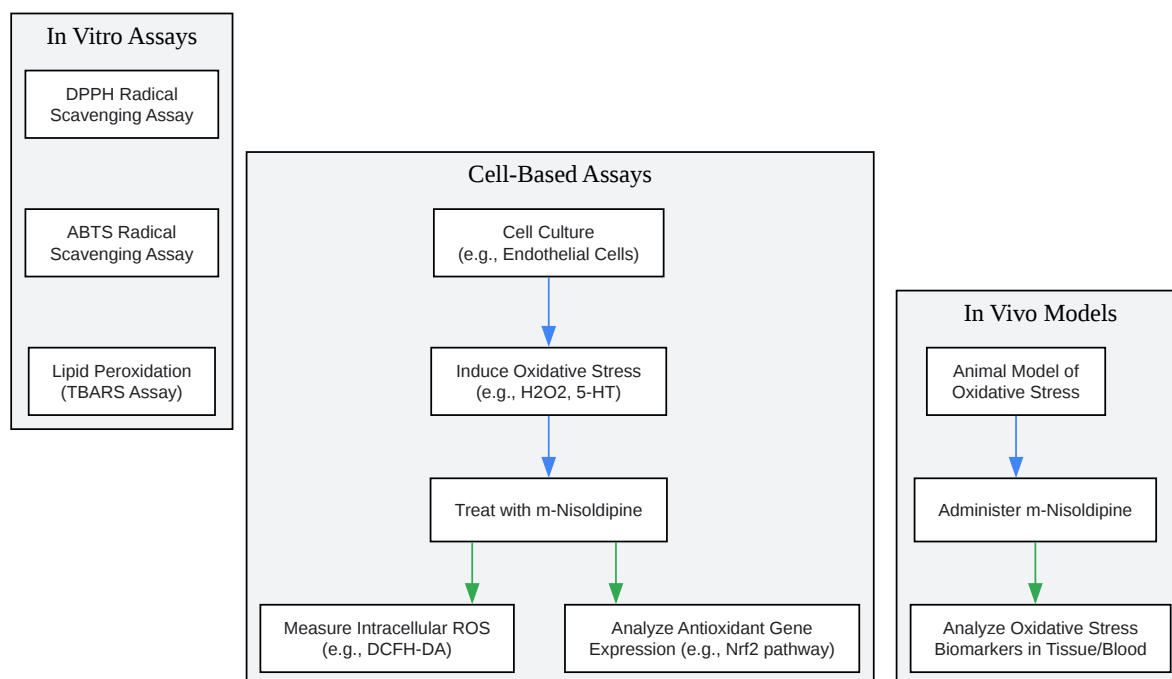 In Vitro Assays
DPPH Radical
Scavenging Assay
ABTS Radical
Scavenging Assay
Lipid Peroxidation
(TBARS Assay)
Cell-Based Assays
Cell Culture
(e.g., Endothelial Cells)
Induce Oxidative Stress
(e.g., H2O2, 5-HT)
Treat with m-Nisoldipine
Measure Intracellular ROS
(e.g., DCFH-DA)
Analyze Antioxidant Gene
Expression (e.g., Nrf2 pathway)
In Vivo Models
Animal Model of
Oxidative Stress
Administer m-Nisoldipine
Analyze Oxidative Stress
Biomarkers in Tissue/Blood